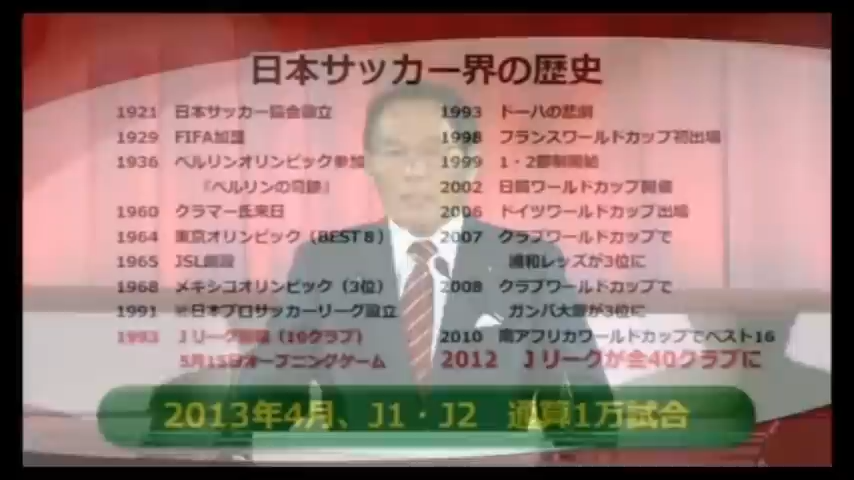 日本サッカー界の歴史
1921 日本サッカー協会設立
1929 FIFA加盟
1936 ベルリンオリンピック参加
『ベルリンの奇跡』
1960 クラマー氏来日
1964 東京オリンピック(BEST8)
1965 JSL創設
1968 メキシコオリンピック(3位)
1991 ㈳日本プロサッカーリーグ設立
1993 Jリーグ開幕(10クラブ)
5月15日オープニングゲーム
1993 ドーハの悲劇
1998 フランスワールドカップ初出場
1999 1・2部制開始
2002 日韓ワールドカップ開催
2006 ドイツワールドカップ出場
2007 クラブワールドカップで
浦和レッズが3位に
2008 クラブワールドカップで
ガンバ大阪が3位に
2010 南アフリカワールドカップでベスト16
2012 Jリーグが全40クラブに
2013年4月、J1・J2 通算1万試合